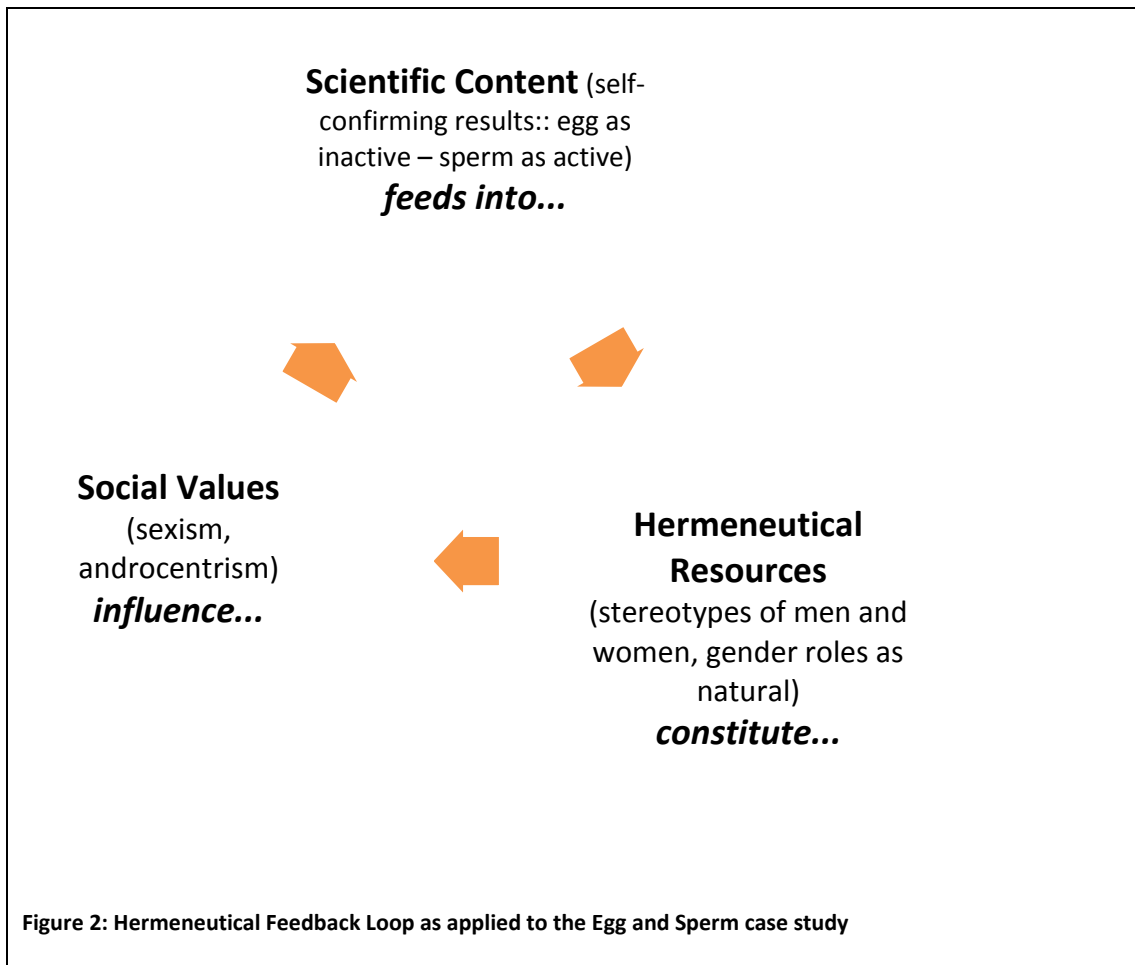 Scientific Content (self-
confirming results:: egg as
inactive – sperm as active)
feeds into...
Social Values
(sexism,
androcentrism)
influence...
Hermeneutical
Resources
(stereotypes of men and
women, gender roles as
natural)
constitute...
Figure 2: Hermeneutical Feedback Loop as applied to the Egg and Sperm case study